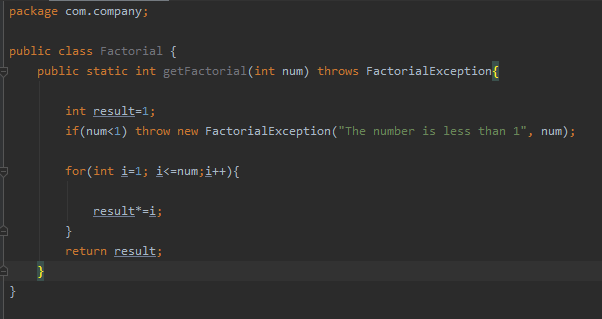 package com.company;
public class Factorial {
public static int getFactorial(int num) throws FactorialException{
int result=1;
if(num<1) throw new FactorialException("The number is less than 1", num);
for(int i=1; i<=num;i++){
result*=i;
}
return result;
}
}